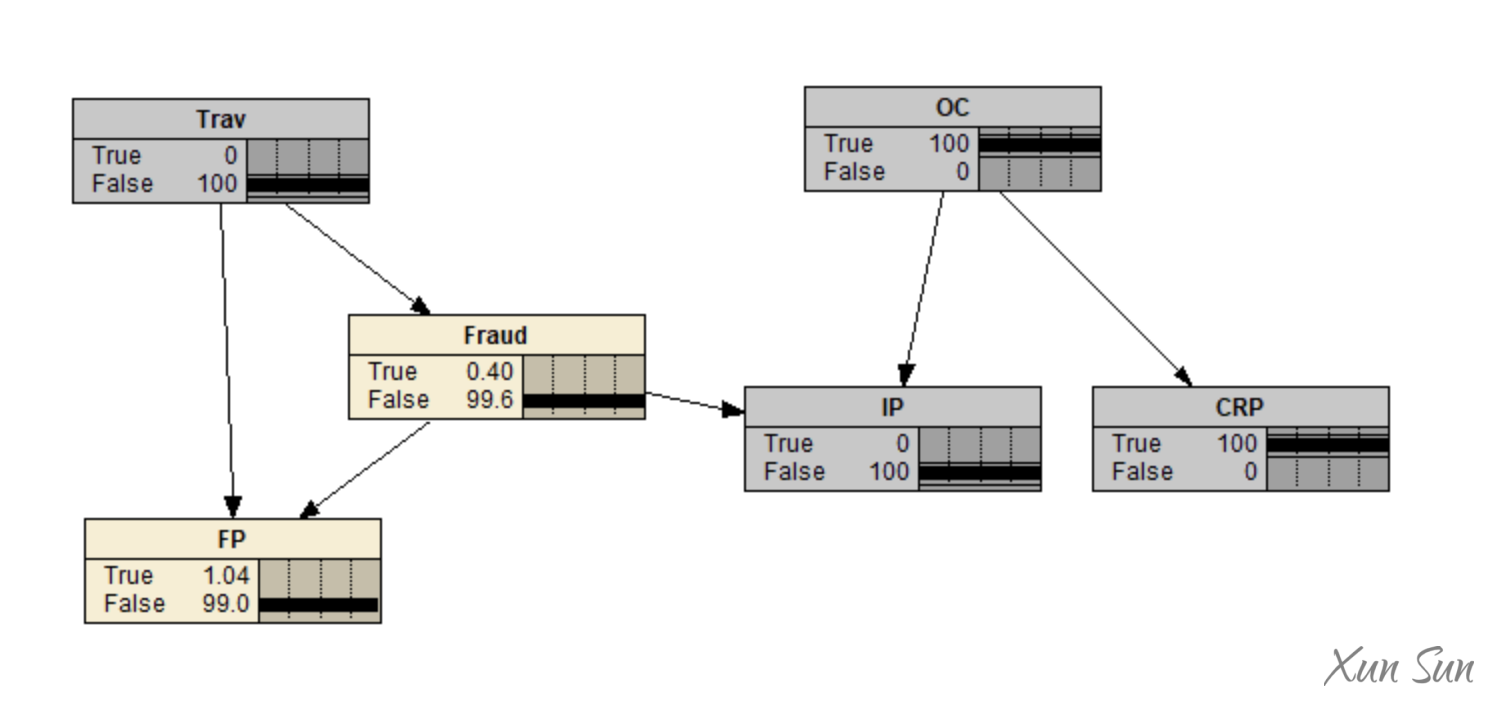 Trav
True 0
False 100
OC
True 100
False 0
Fraud
True 0.40
False 99.6
IP
True 0
False 100
CRP
True 100
False 0
FP
True 1.04
False 99.0
Xun Sun